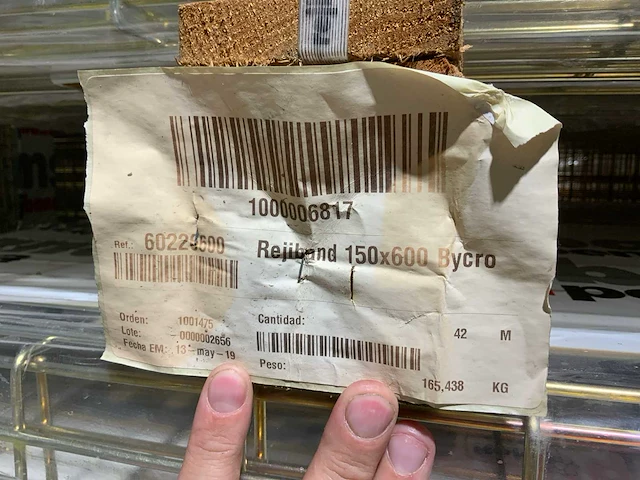 1000006817
Ref.:
Rejiband 150x600 Bycro
Orden: 1001475
Lote: 0000002656
Fecha EM: 13-may-19
Cantidad: 42 M
Peso: 165,438 KG